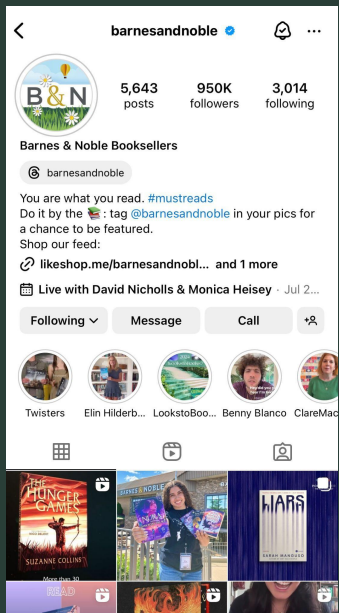 barnesandnoble
B&N
5,643 950K 3,014
posts followers following
Barnes & Noble Booksellers
barnesandnoble
You are what you read. #mustreads
Do it by the 📚: tag @barnesandnoble in your pics for
a chance to be featured.
Shop our feed:
likeshop.me/barnesandnobl... and 1 more
Live with David Nicholls & Monica Heisey · Jul 2...
Following Message Call
Twisters Elin Hilderb... LookstoBoo... Benny Blanco ClareMac
THE
HUNGER
GAMES
SUZANNE COLLINS
More than 30
BARNES & NOBLE
LIARS
SARAH MANGUSO
READ